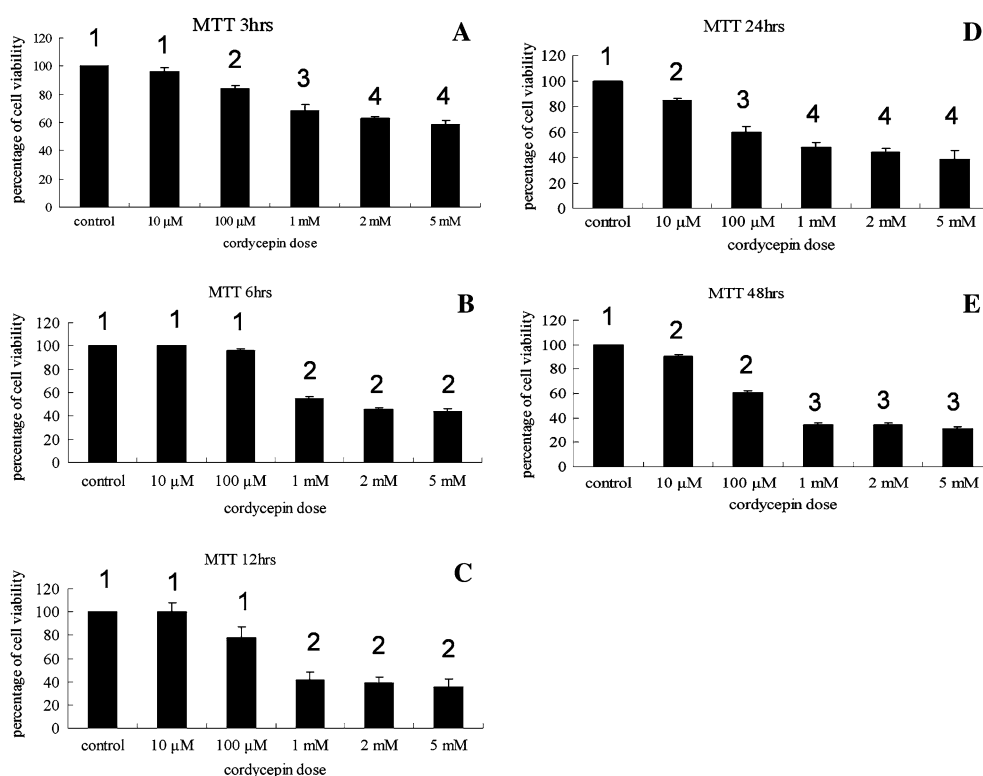 MTT 3hrs
A
percentage of cell viability
120
100
80
60
40
20
0
1 1 2 3 4 4
control 10 µM 100 µM 1 mM 2 mM 5 mM
cordycepin dose
MTT 6hrs
B
percentage of cell viability
120
100
80
60
40
20
0
1 1 1 2 2 2
control 10 µM 100 µM 1 mM 2 mM 5 mM
cordycepin dose
MTT 12hrs
C
percentage of cell viability
120
100
80
60
40
20
0
1 1 1 2 2 2
control 10 µM 100 µM 1 mM 2 mM 5 mM
cordycepin dose
MTT 24hrs
D
percentage of cell viability
120
100
80
60
40
20
0
1 2 3 4 4 4
control 10 µM 100 µM 1 mM 2 mM 5 mM
cordycepin dose
MTT 48hrs
E
percentage of cell viability
120
100
80
60
40
20
0
1 2 2 3 3 3
control 10 µM 100 µM 1 mM 2 mM 5 mM
cordycepin dose